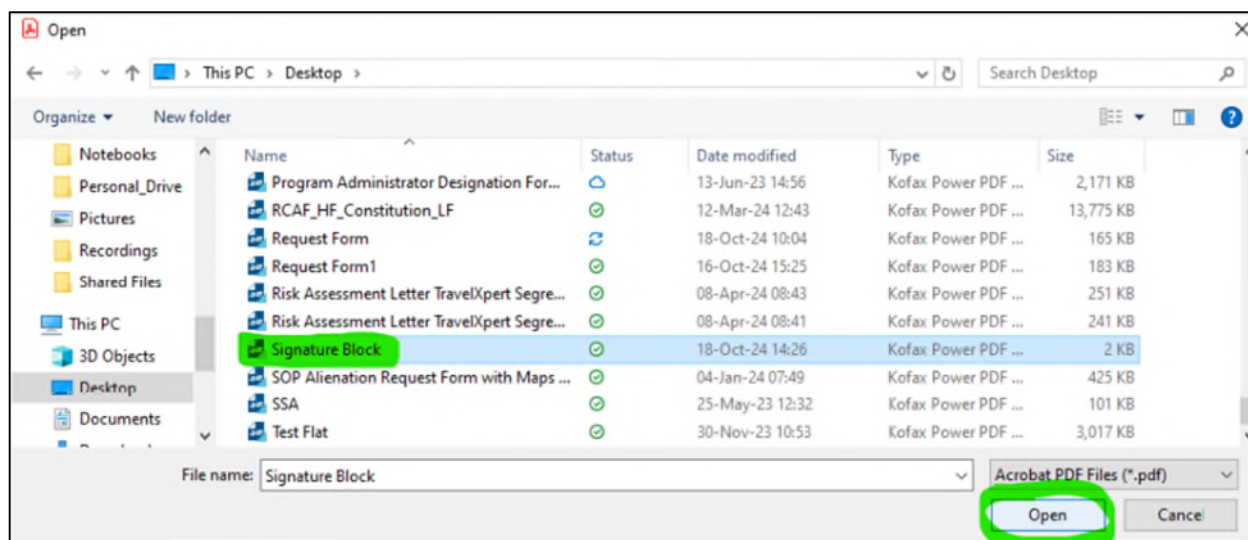 Open
This PC > Desktop >
Search Desktop
Organize New folder
Notebooks
Personal_Drive
Pictures
Recordings
Shared Files
This PC
3D Objects
Desktop
Documents
Name Status Date modified Type Size
Program Administrator Designation For... 13-Jun-23 14:56 Kofax Power PDF ... 2,171 KB
RCAF_HF_Constitution_LF 12-Mar-24 12:43 Kofax Power PDF ... 13,775 KB
Request Form 18-Oct-24 10:04 Kofax Power PDF ... 165 KB
Request Form1 16-Oct-24 15:25 Kofax Power PDF ... 183 KB
Risk Assessment Letter TravelXpert Segre... 08-Apr-24 08:43 Kofax Power PDF ... 251 KB
Risk Assessment Letter TravelXpert Segre... 08-Apr-24 08:41 Kofax Power PDF ... 241 KB
Signature Block 18-Oct-24 14:26 Kofax Power PDF ... 2 KB
SOP Alienation Request Form with Maps ... 04-Jan-24 07:49 Kofax Power PDF ... 425 KB
SSA 25-May-23 12:32 Kofax Power PDF ... 101 KB
Test Flat 30-Nov-23 10:53 Kofax Power PDF ... 3,017 KB
File name: Signature Block
Acrobat PDF Files (*.pdf)
Open Cancel